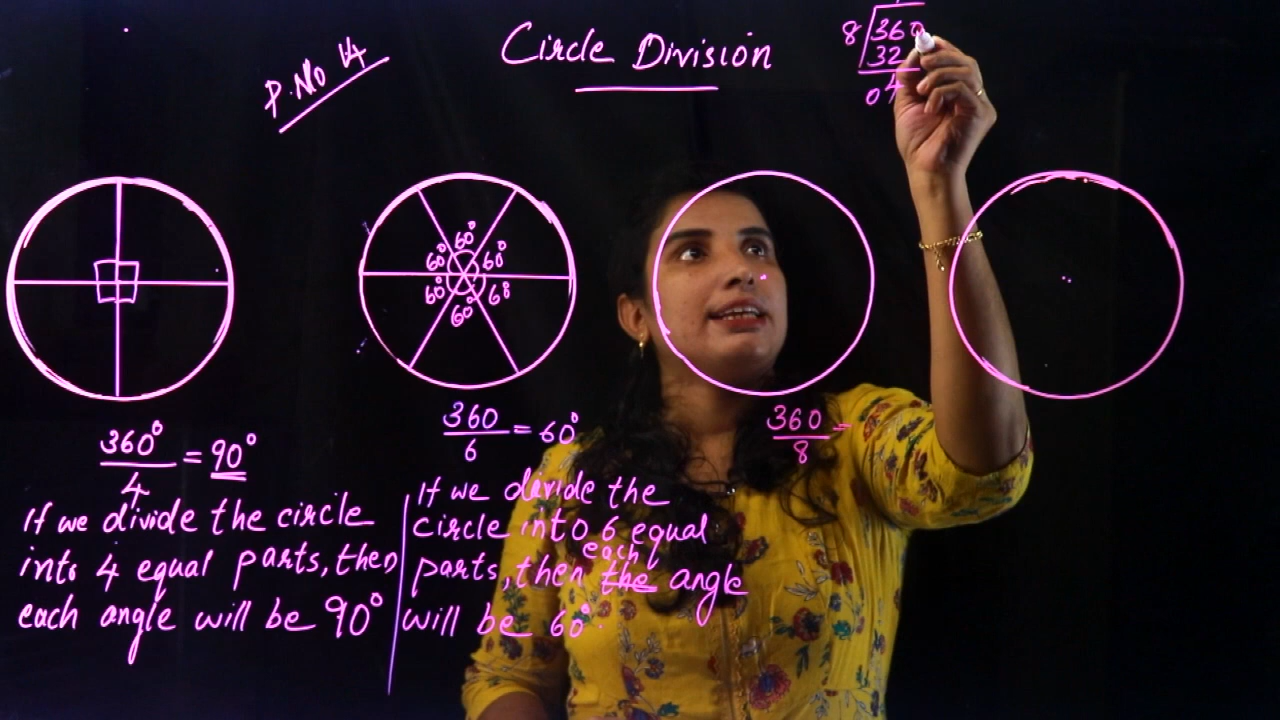 P.No 14
Circle Division
8 360
32
04
60° 60° 60° 60° 60° 60°
360°/4 = 90°
If we divide the circle
into 4 equal parts, then
each angle will be 90°
360/6 = 60°
If we divide the
circle into 6 equal
each
parts, then the angle
will be 60°.
360/8 =